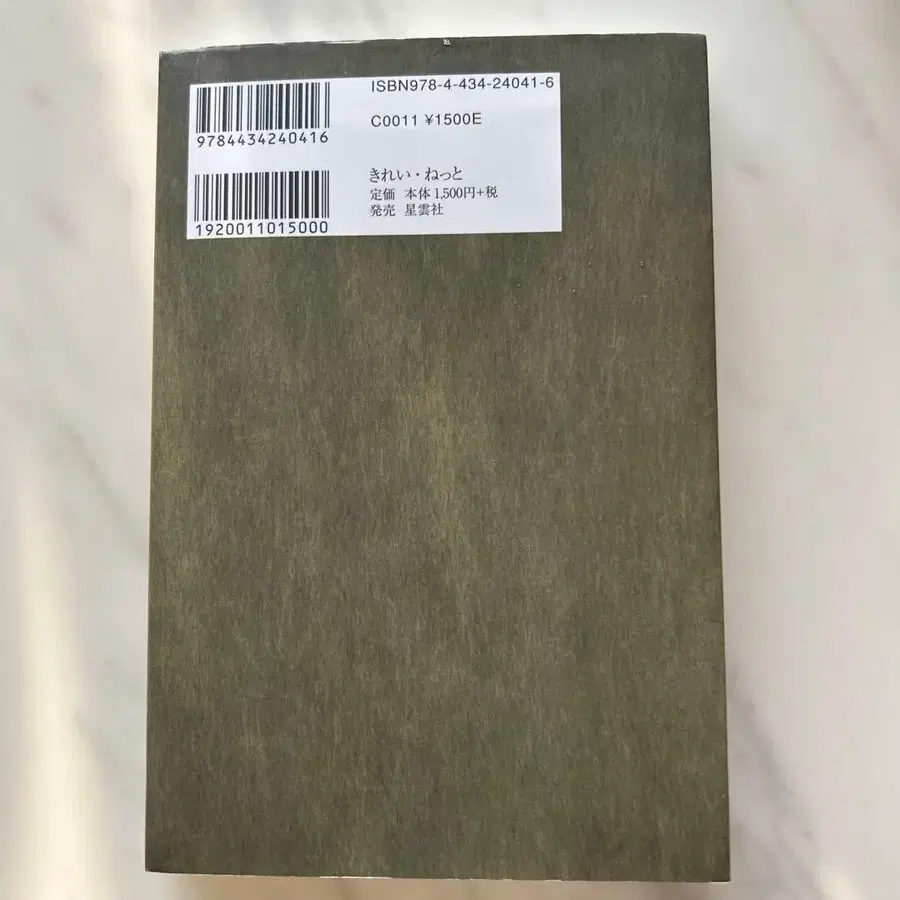 ISBN978-4-434-24041-6
9784434240416
C0011 ¥1500E
きれい・ねっと
定価 本体1,500円+税
発売 星雲社
1920011015000